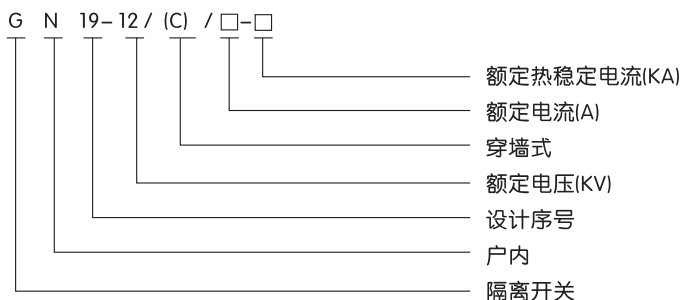 G N 19-12/(C)/□-□
额定热稳定电流(KA)
额定电流(A)
穿墙式
额定电压(KV)
设计序号
户内
隔离开关